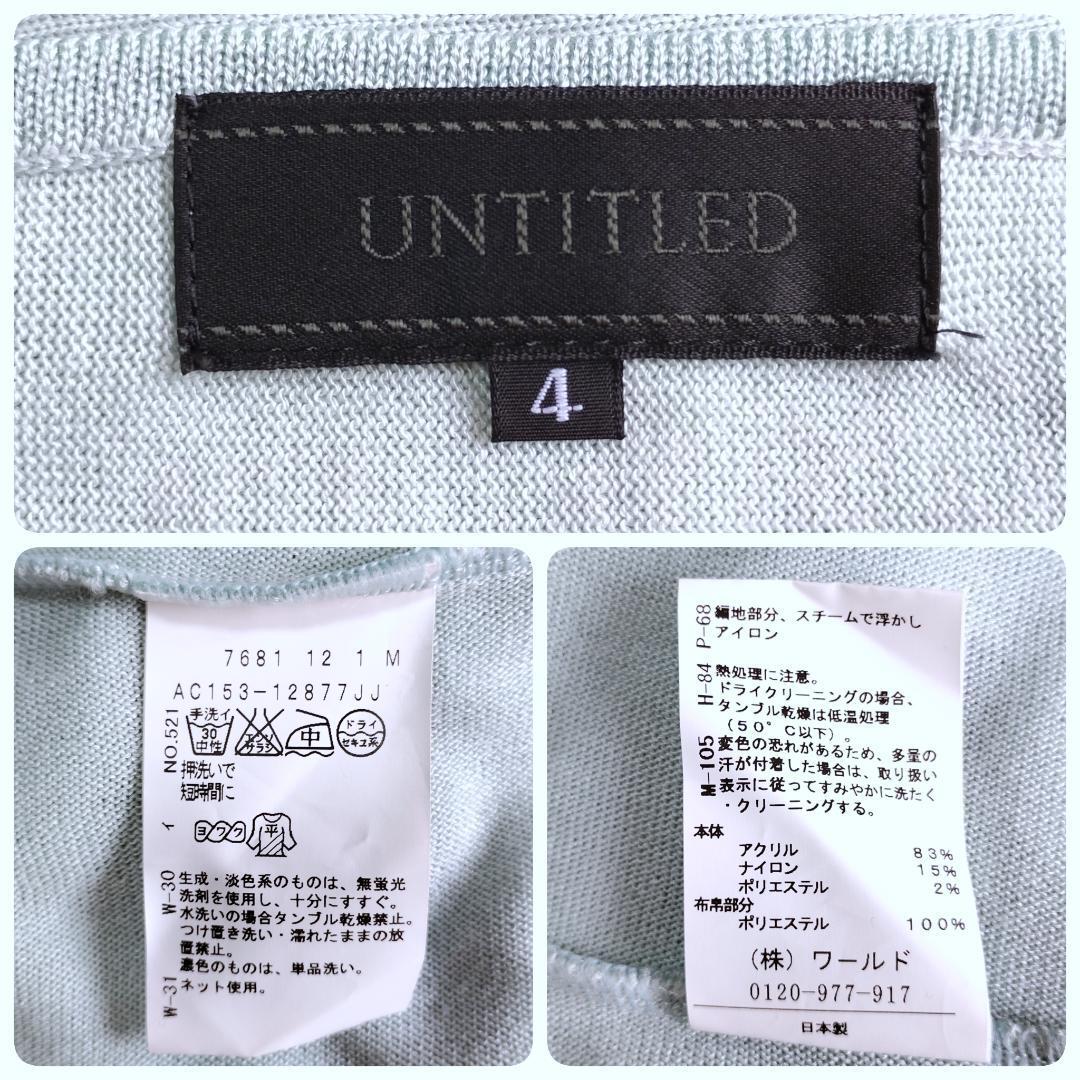 UNTITLED
4
7681 12 1 M
AC153-12877JJ
NO.521
手洗イ
30
中性
エンソ
サラシ
中
ドライ
セキユ系
押洗いで
短時間に
イ
ヨワク
平
W-30
生成・淡色系のものは、無蛍光
洗剤を使用し、十分にすすぐ。
水洗いの場合タンブル乾燥禁止。
つけ置き洗い・濡れたままの放
置禁止。
濃色のものは、単品洗い。
W-31
ネット使用。
P-68
編地部分、スチームで浮かし
アイロン
H-84
熱処理に注意。
ドライクリーニングの場合、
タンブル乾燥は低温処理
(50°C以下)。
M-105
変色の恐れがあるため、多量の
汗が付着した場合は、取り扱い
表示に従ってすみやかに洗たく
・クリーニングする。
本体
アクリル 83%
ナイロン 15%
ポリエステル 2%
布帛部分
ポリエステル 100%
(株)ワールド
0120-977-917
日本製